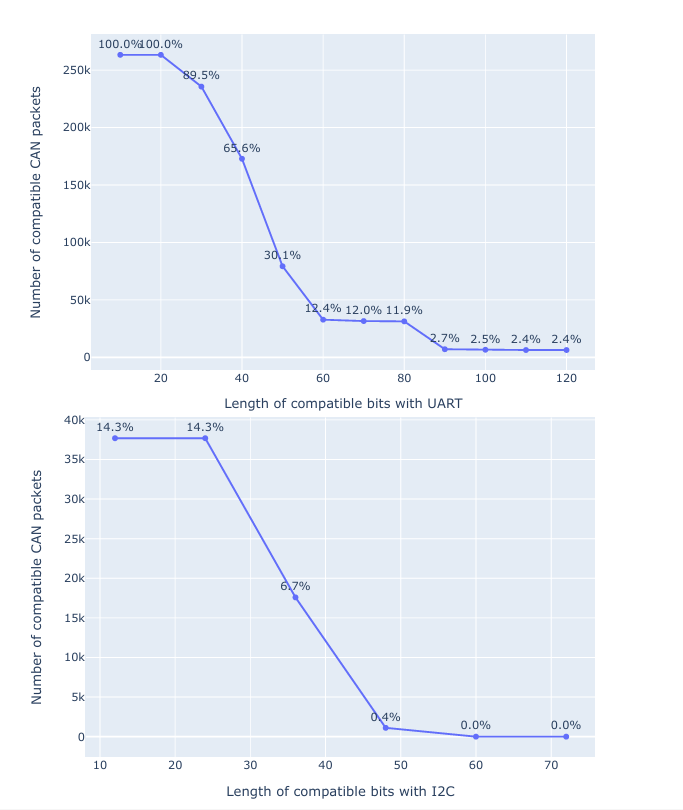 100.0% 100.0%
250k
89.5%
200k
65.6%
150k
100k
30.1%
50k
12.4% 12.0% 11.9%
2.7% 2.5% 2.4% 2.4%
0
20 40 60 80 100 120
Number of compatible CAN packets
Length of compatible bits with UART
40k
14.3% 14.3%
35k
30k
25k
20k
6.7%
15k
10k
5k
0.4% 0.0% 0.0%
0
10 20 30 40 50 60 70
Number of compatible CAN packets
Length of compatible bits with I2C